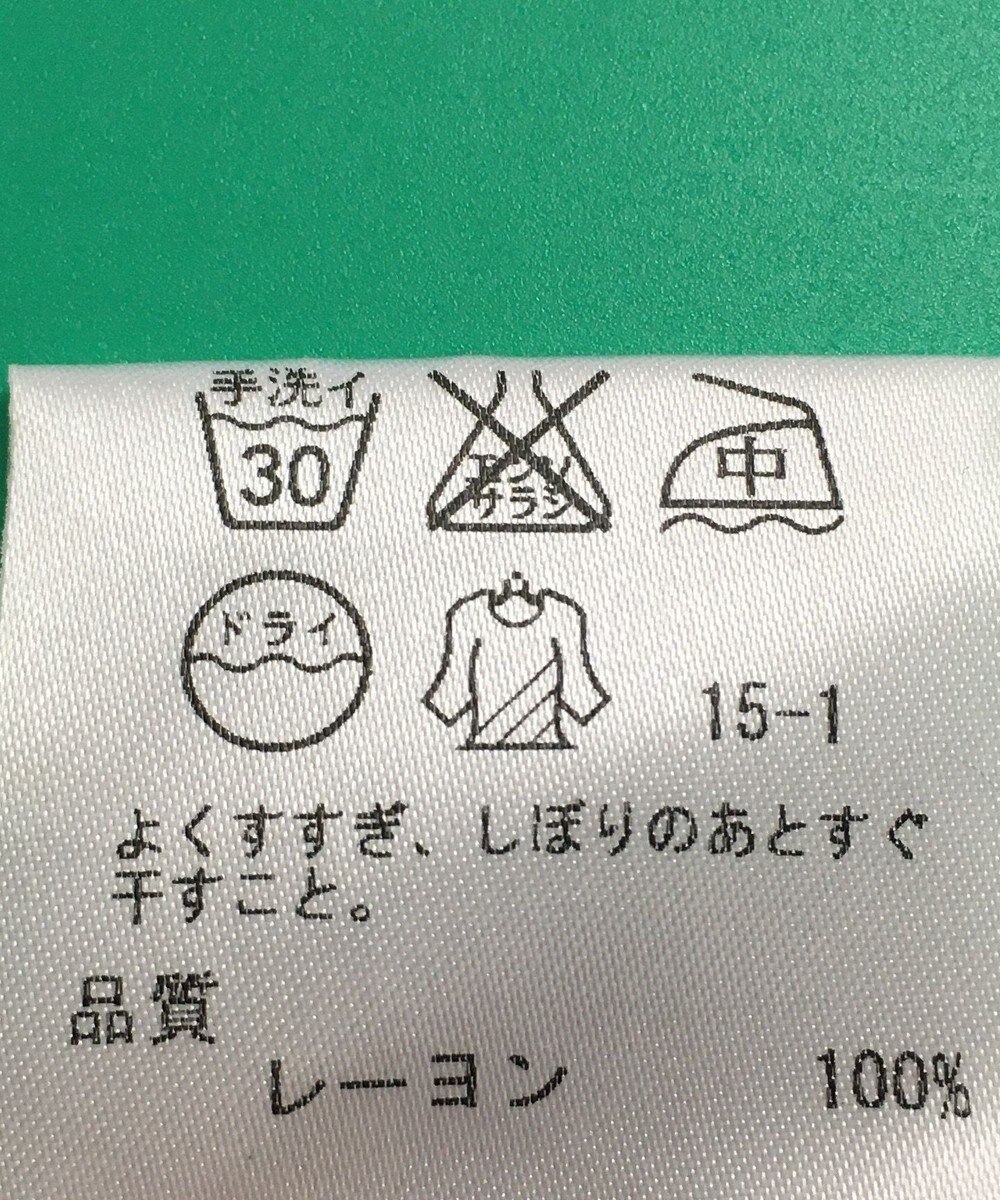 手洗イ
30
エンソ
サラシ
中
ドライ
15-1
よくすすぎ、しぼりのあとすぐ
干すこと。
品質
レーヨン 100%